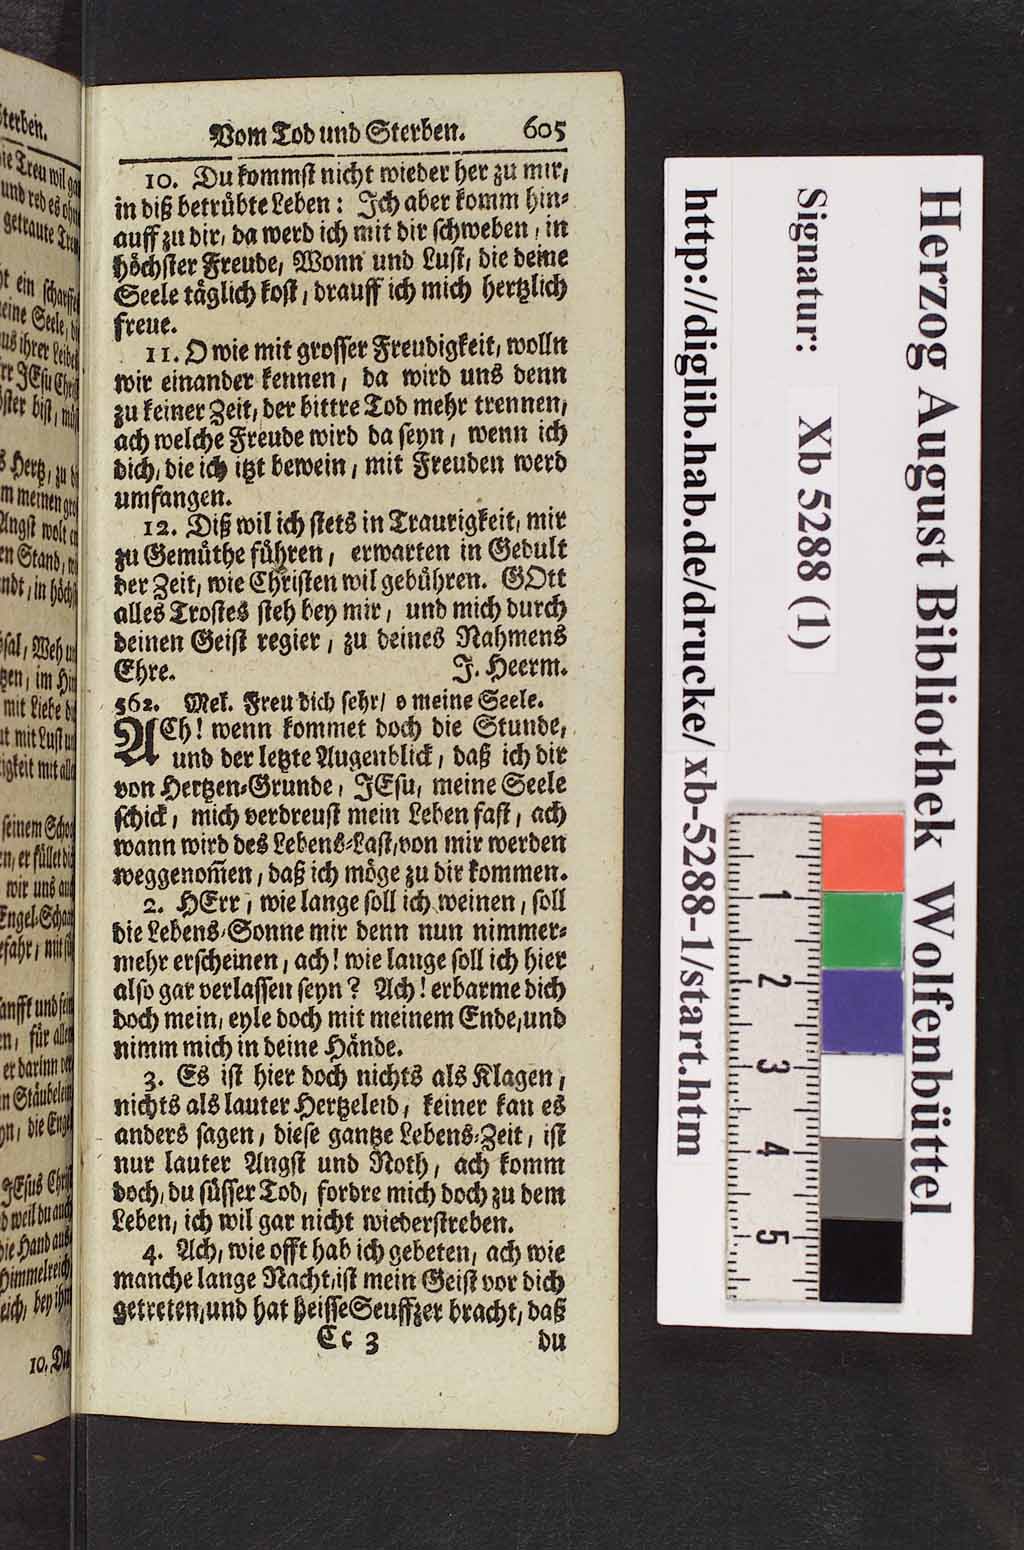 Vom Tod und Sterben. 605
10. Du kommst nicht wieder her zu mir,
in diß betrübte Leben: Ich aber komm hin-
auff zu dir, da werd ich mit dir schweben, in
höchster Freude, Wonn und Lust, die deine
Seele täglich kost, drauff ich mich hertzlich
freue.
11. O wie mit grosser Freudigkeit, wolln
wir einander kennen, da wird uns denn
zu keiner Zeit, der bittre Tod mehr trennen,
ach welche Freude wird da seyn, wenn ich
dich, die ich itzt bewein, mit Freuden werd
umfangen.
12. Diß wil ich stets in Traurigkeit, mir
zu Gemüthe führen, erwarten in Gedult
der Zeit, wie Christen wil gebühren. GOtt
alles Trostes steh bey mir, und mich durch
deinen Geist regier, zu deines Nahmens
Ehre. J. Heerm.
562. Mel. Freu dich sehr/ o meine Seele.
ACh! wenn kommet doch die Stunde,
und der letzte Augenblick, daß ich dir
von Hertzen-Grunde, JEsu, meine Seele
schick, mich verdreust mein Leben fast, ach
wann wird des Lebens-Last, von mir werden
weggenom̃en, daß ich möge zu dir kommen.
2. HErr, wie lange soll ich weinen, soll
die Lebens-Sonne mir denn nun nimmer-
mehr erscheinen, ach! wie lange soll ich hier
also gar verlassen seyn? Ach! erbarme dich
doch mein, eyle doch mit meinem Ende, und
nimm mich in deine Hände.
3. Es ist hier doch nichts als Klagen,
nichts als lauter Hertzeleid, keiner kan es
anders sagen, diese gantze Lebens-Zeit, ist
nur lauter Angst und Noth, ach komm
doch, du süsser Tod, fordre mich doch zu dem
Leben, ich wil gar nicht wiederstreben.
4. Ach, wie offt hab ich gebeten, ach wie
manche lange Nacht, ist mein Geist vor dich
getreten, und hat heisse Seuffzer bracht, daß
Cc 3 du
Herzog August Bibliothek Wolfenbüttel
Signatur: Xb 5288 (1)
http://diglib.hab.de/drucke/ xb-5288-1/start.htm
1
2
3
4
5